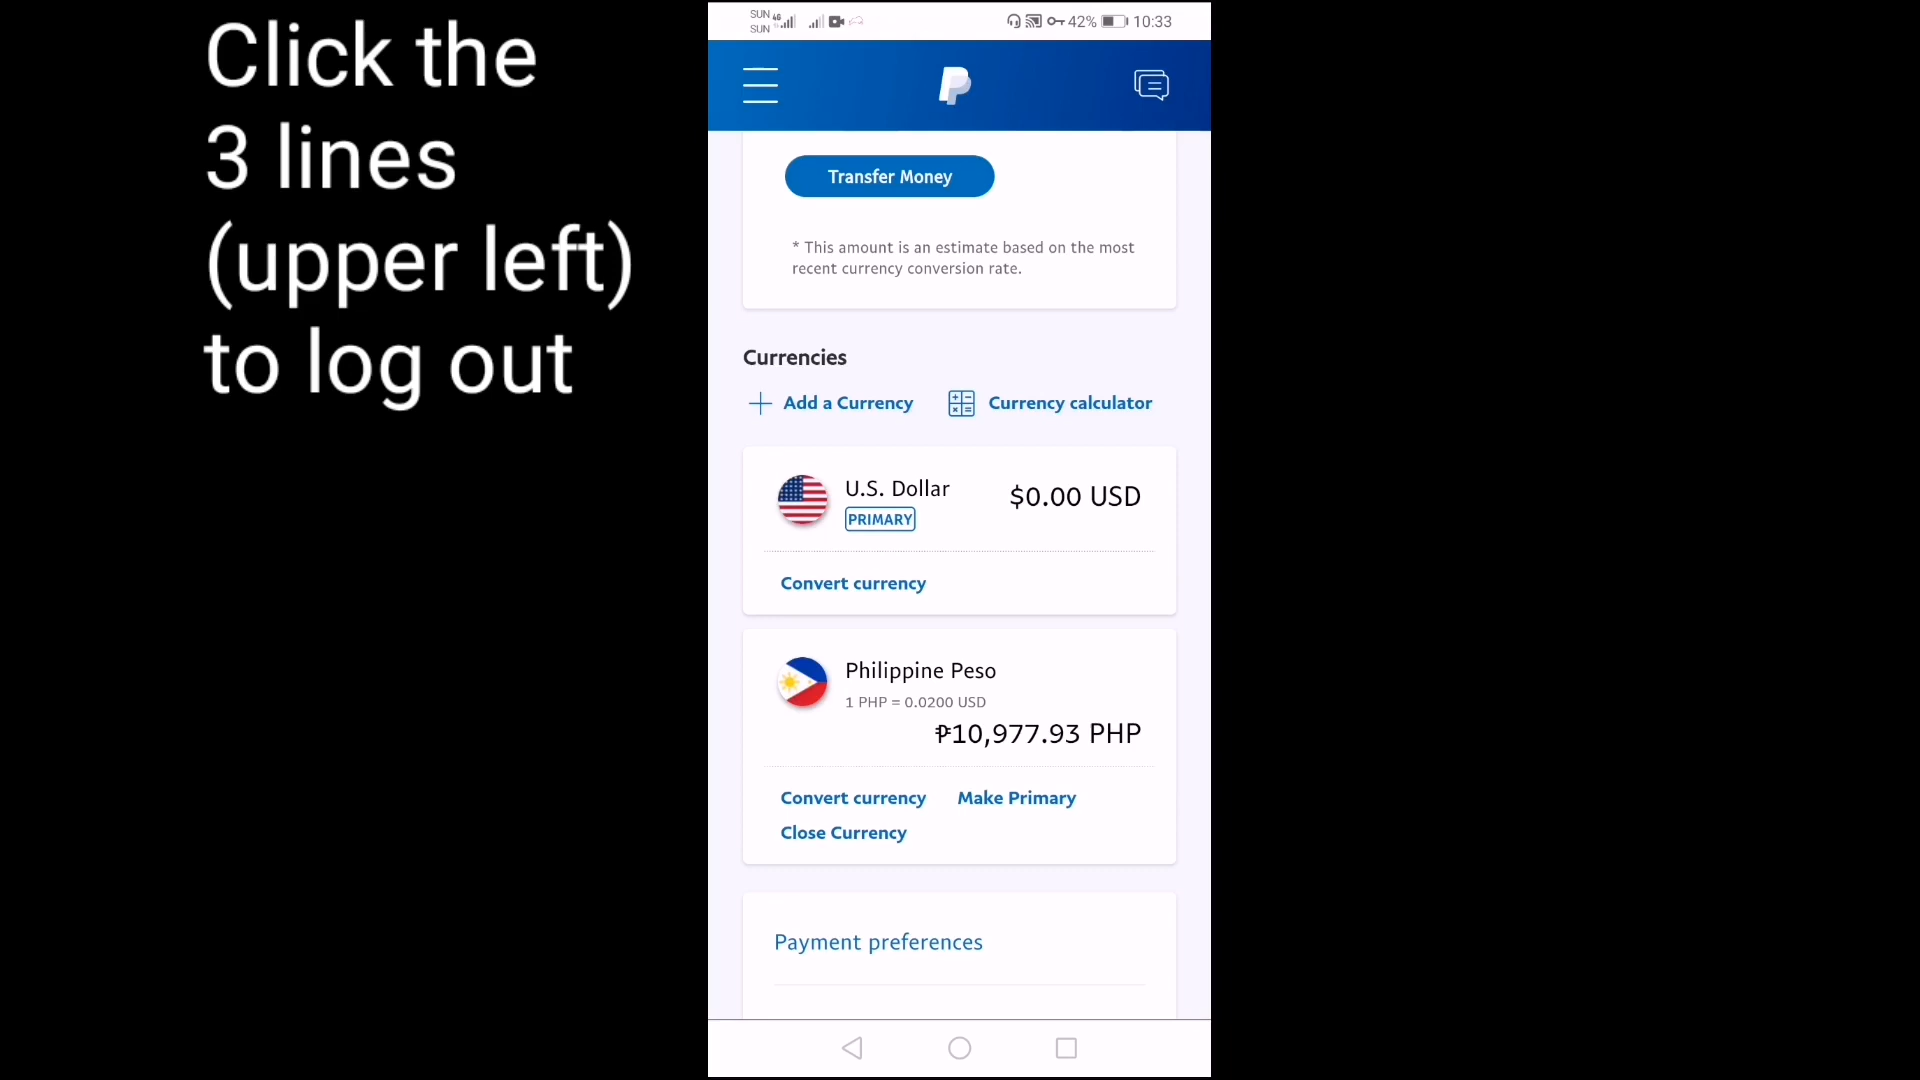 Click the
3 lines
(upper left)
to log out
SUN 4G
SUN
42% 10:33
Transfer Money
* This amount is an estimate based on the most
recent currency conversion rate.
Currencies
Add a Currency
Currency calculator
U.S. Dollar
$0.00 USD
PRIMARY
Convert currency
Philippine Peso
1 PHP = 0.0200 USD
₱10,977.93 PHP
Convert currency
Make Primary
Close Currency
Payment preferences